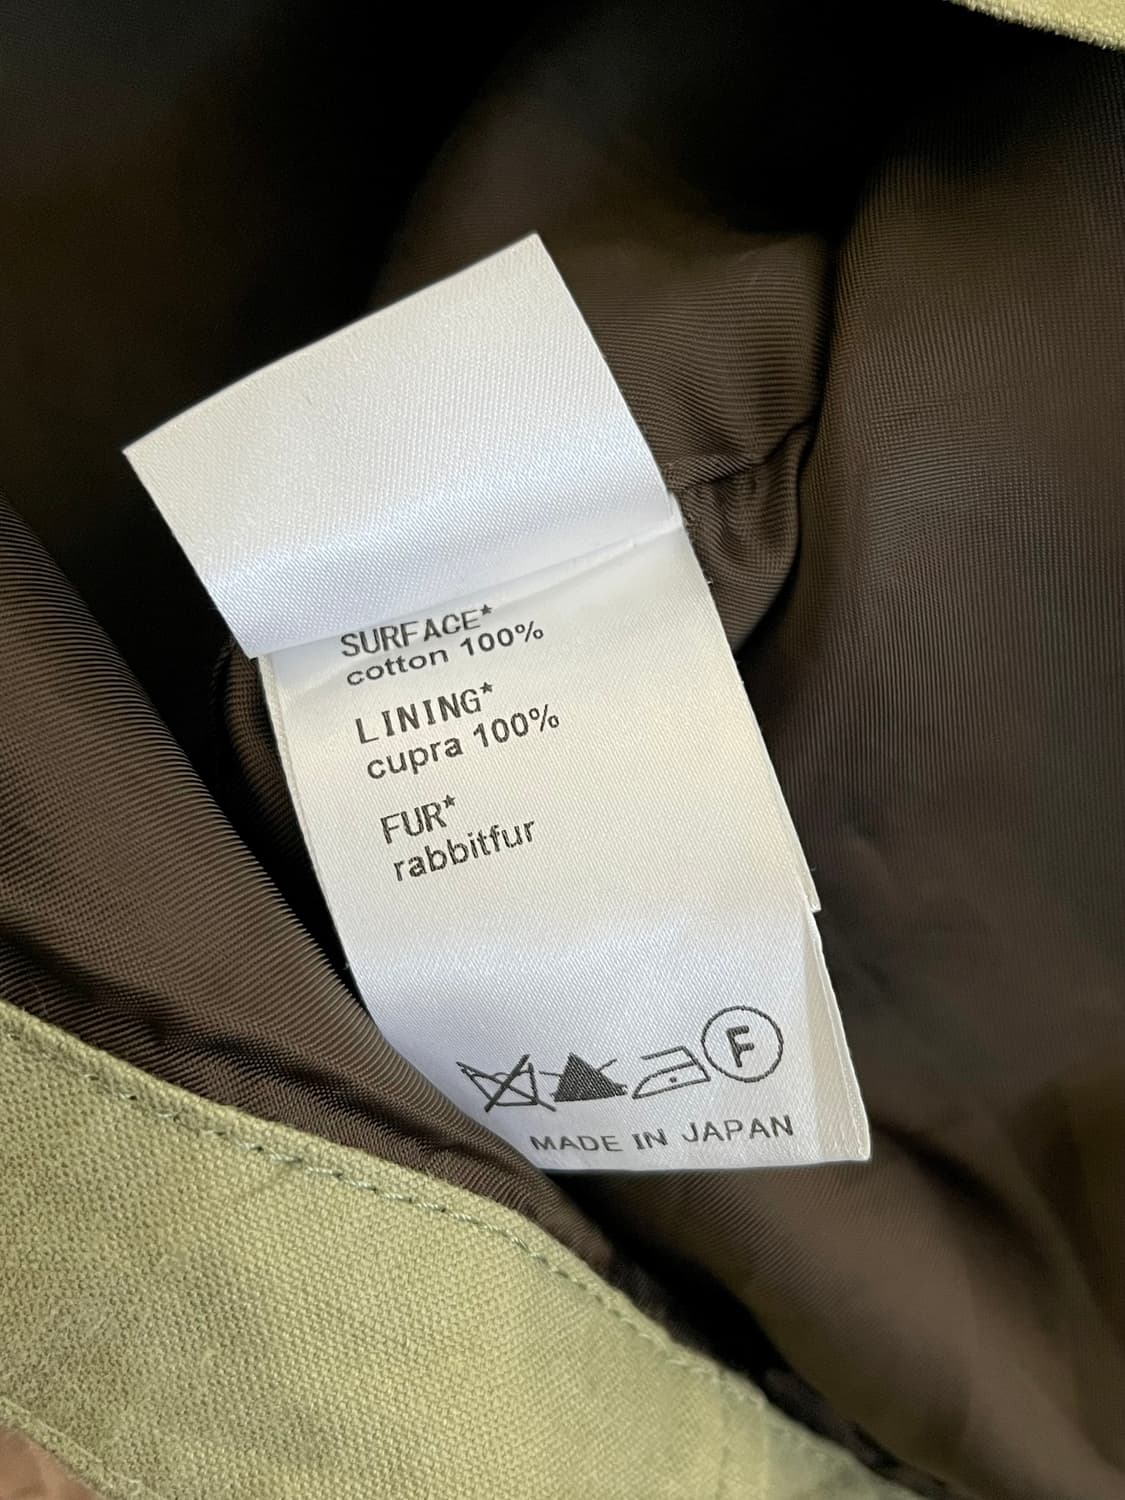 SURFACE*
cotton 100%
LINING*
cupra 100%
FUR*
rabbitfur
F
MADE IN JAPAN